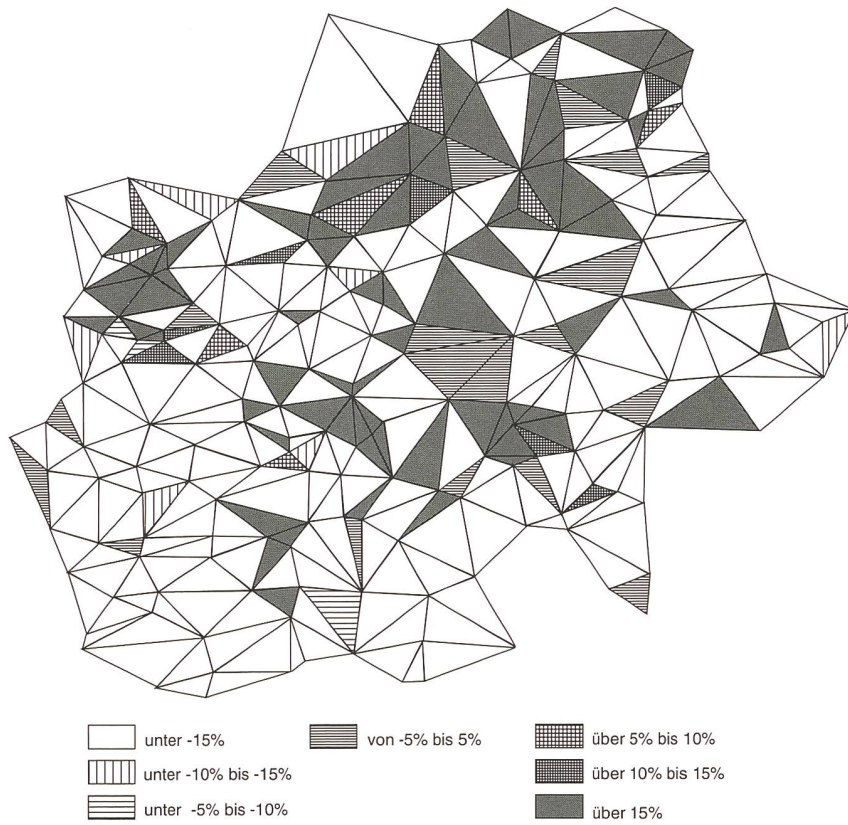 unter -15%
unter -10% bis -15%
unter -5% bis -10%
von -5% bis 5%
über 5% bis 10%
über 10% bis 15%
über 15%